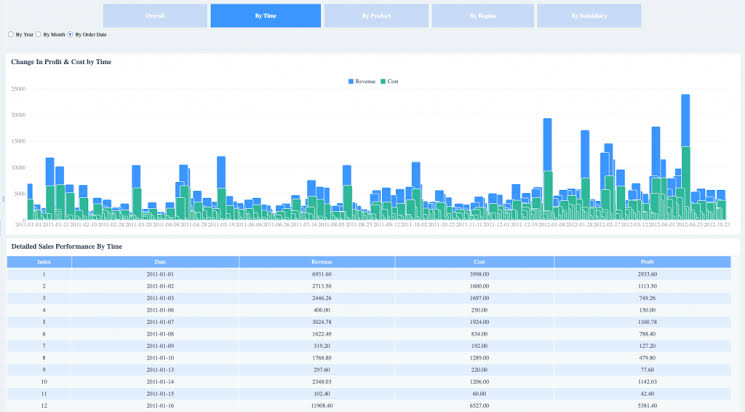 Overall By Time By Product By Region By Subsidiary
By Year By Month By Order Date
Change In Profit & Cost by Time
Revenue Cost
25000
20000
15000
10000
5000
0
2011-01-01 2011-01-21 2011-02-10 2011-02-28 2011-03-20 2011-04-09 2011-04-29 2011-05-19 2011-06-08 2011-06-26 2011-07-16 2011-08-05 2011-08-25 2011-10-02 2011-10-22 2011-11-11 2011-12-01 2011-12-19 2012-01-08 2012-03-16 2012-04-01 2012-04-23 2012-10-23
Detailed Sales Performance By Time
Index Date Revenue Cost Profit
1 2011-01-01 6931.60 3998.00 2933.60
2 2011-01-02 2713.50 1600.00 1113.50
3 2011-01-03 2446.26 1697.00 749.26
4 2011-01-06 400.00 250.00 150.00
5 2011-01-07 3024.78 1924.00 1100.78
6 2011-01-08 1622.40 834.00 788.40
7 2011-01-09 319.20 192.00 127.20
8 2011-01-10 1768.80 1289.00 479.80
9 2011-01-13 297.60 220.00 77.60
10 2011-01-14 2348.03 1206.00 1142.03
11 2011-01-15 102.40 60.00 42.40
12 2011-01-16 11908.40 6527.00 5381.40